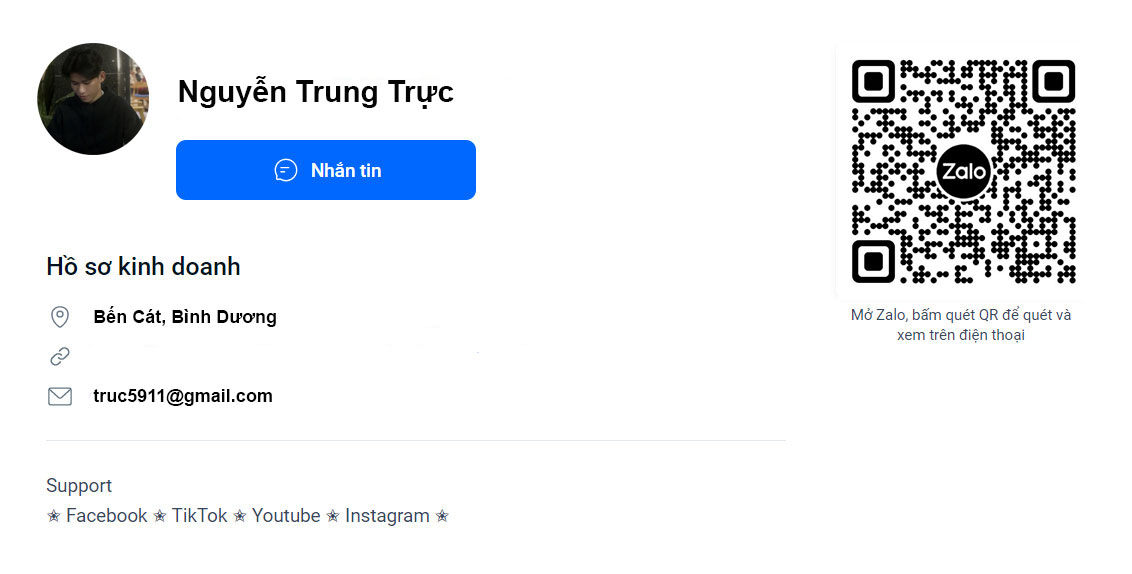 Nguyễn Trung Trực
Nhắn tin
Hồ sơ kinh doanh
Bến Cát, Bình Dương
truc5911@gmail.com
Support
✬ Facebook ✬ TikTok ✬ Youtube ✬ Instagram ✬
Zalo
Mở Zalo, bấm quét QR để quét và
xem trên điện thoại